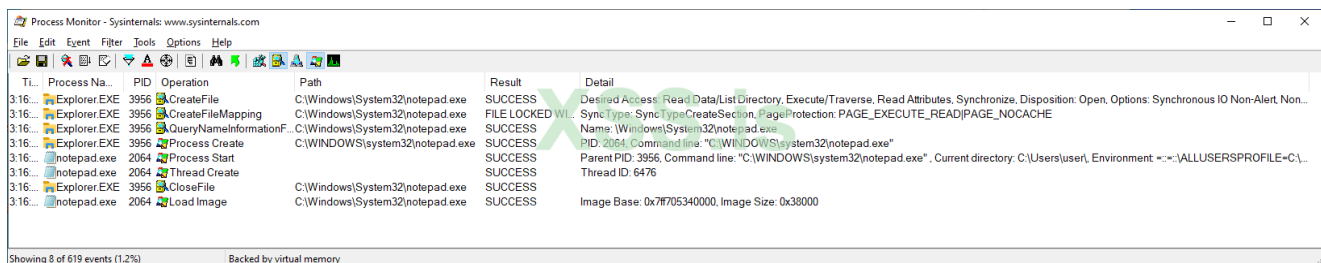 Process Monitor - Sysinternals: www.sysinternals.com
File Edit Event Filter Tools Options Help
Ti... Process Na... PID Operation Path Result Detail
3:16:... Explorer.EXE 3956 CreateFile C:\Windows\System32\notepad.exe SUCCESS Desired Access: Read Data/List Directory, Execute/Traverse, Read Attributes, Synchronize, Disposition: Open, Options: Synchronous IO Non-Alert, Non...
3:16:... Explorer.EXE 3956 CreateFileMapping C:\Windows\System32\notepad.exe FILE LOCKED WI... SyncType: SyncTypeCreateSection, PageProtection: PAGE_EXECUTE_READ|PAGE_NOCACHE
3:16:... Explorer.EXE 3956 QueryNameInformationF... C:\Windows\System32\notepad.exe SUCCESS Name: \Windows\System32\notepad.exe
3:16:... Explorer.EXE 3956 Process Create C:\WINDOWS\system32\notepad.exe SUCCESS PID: 2064, Command line: "C:\WINDOWS\system32\notepad.exe"
3:16:... notepad.exe 2064 Process Start SUCCESS Parent PID: 3956, Command line: "C:\WINDOWS\system32\notepad.exe" , Current directory: C:\Users\user\, Environment: =::=::\ALLUSERSPROFILE=C:\...
3:16:... notepad.exe 2064 Thread Create SUCCESS Thread ID: 6476
3:16:... Explorer.EXE 3956 CloseFile C:\Windows\System32\notepad.exe SUCCESS
3:16:... notepad.exe 2064 Load Image C:\Windows\System32\notepad.exe SUCCESS Image Base: 0x7ff705340000, Image Size: 0x38000
XSS.is
Showing 8 of 619 events (1.2%) Backed by virtual memory